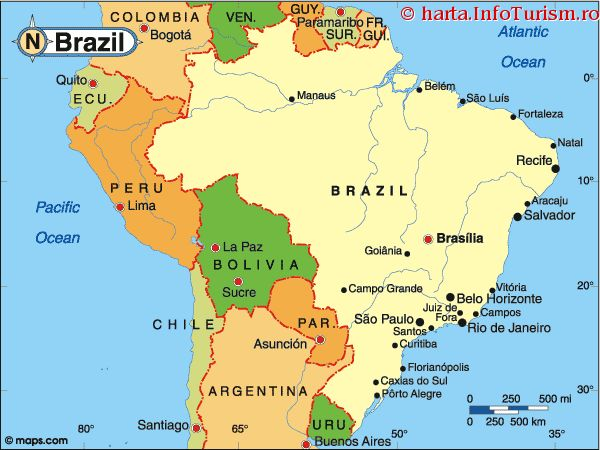 © harta.InfoTurism.ro
N Brazil
COLOMBIA
Bogotá
VEN.
GUY.
Paramaribo
SUR.
FR.
GUI.
Atlantic
Ocean
Quito
ECU.
0°
Manaus
Belém
São Luís
Fortaleza
Natal
Recife
PERU
Lima
BRAZIL
10°
Aracaju
Salvador
Pacific
Ocean
La Paz
BOLIVIA
Sucre
Goiânia
Brasília
Campo Grande
20°
Vitória
Belo Horizonte
Juiz de
Fora
Campos
São Paulo
Rio de Janeiro
Santos
Curitiba
CHILE
PAR.
Asunción
Florianópolis
Caxias do Sul
Pôrto Alegre
30°
ARGENTINA
URU.
Santiago
Buenos Aires
0 250 500 mi
0 250 500 km
80°
65°
50°
35°
© maps.com